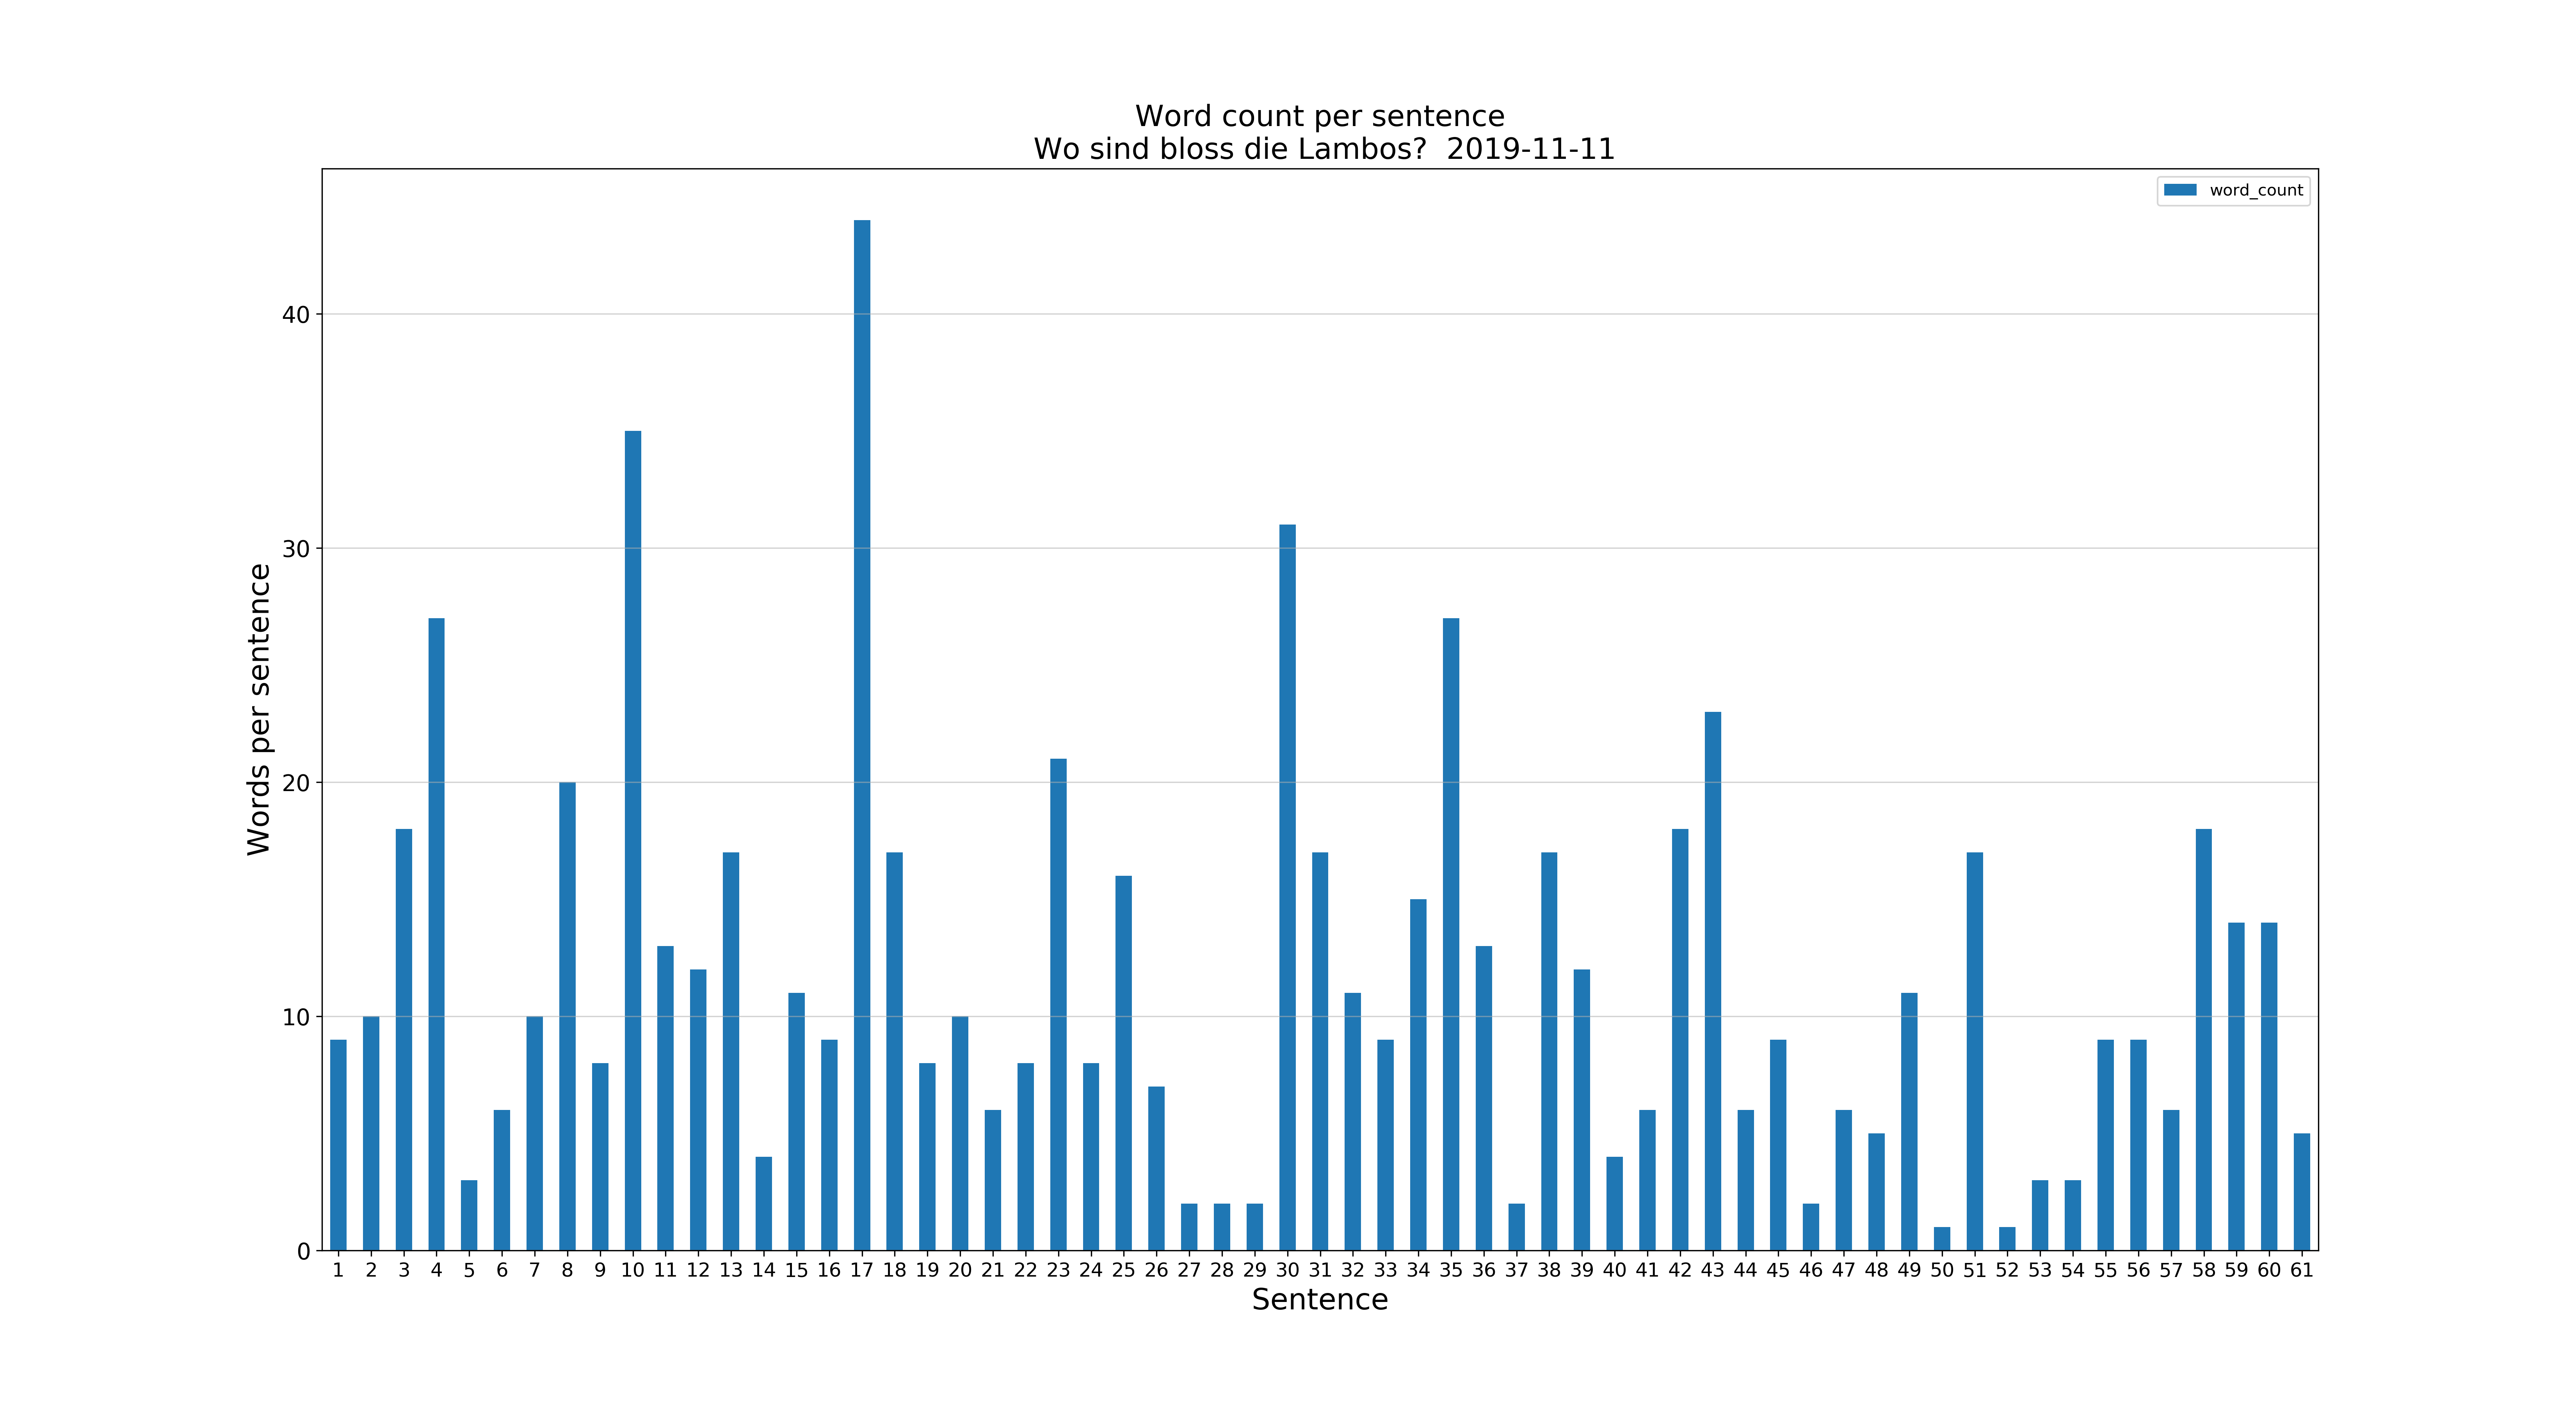 Word count per sentence
Wo sind bloss die Lambos?  2019-11-11
word_count
40
30
20
10
0
Words per sentence
1 2 3 4 5 6 7 8 9 10 11 12 13 14 15 16 17 18 19 20 21 22 23 24 25 26 27 28 29 30 31 32 33 34 35 36 37 38 39 40 41 42 43 44 45 46 47 48 49 50 51 52 53 54 55 56 57 58 59 60 61
Sentence